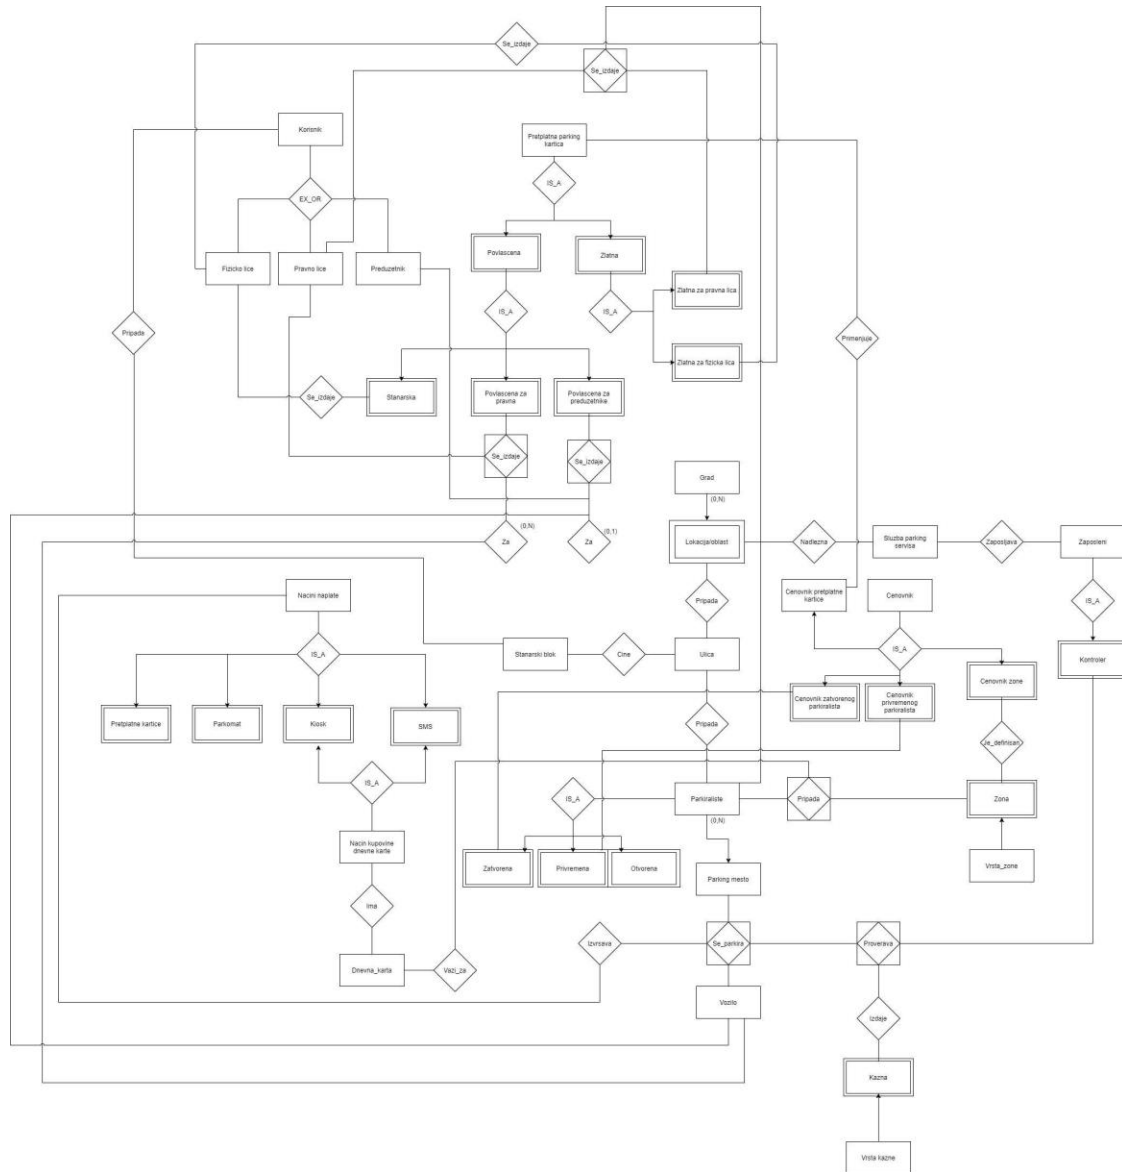 Se_izdaje
Se_izdaje
Korisnik
Pretplatna parking
kartica
IS_A
EX_OR
Povlascena
Zlatna
Fizicko lice
Pravno lice
Preduzetnik
Zlatna za pravna lica
IS_A
IS_A
Pripada
Primenjuje
Zlatna za fizicka lica
Se_izdaje
Stanarska
Povlascena za
pravna
Povlascena za
preduzetnike
Se_izdaje
Se_izdaje
Grad
(0,N)
(0,N)
(0,1)
Za
Za
Lokacija/oblast
Nadlezna
Sluzba parking
servisa
Zaposljava
Zaposleni
Nacini naplate
Pripada
Cenovnik pretplatne
kartice
Cenovnik
IS_A
IS_A
Stanarski blok
Cine
Ulica
IS_A
Kontroler
Cenovnik zone
Cenovnik zatvorenog
parkiralista
Cenovnik
privremenog
parkiralista
Pretplatne kartice
Parkomat
Kiosk
SMS
Pripada
Je_definisan
IS_A
IS_A
Parkiraliste
Pripada
Zona
(0,N)
Nacin kupovine
dnevne karte
Zatvorena
Privremena
Otvorena
Vrsta_zone
Parking mesto
Ima
Izvrsava
Se_parkira
Proverava
Dnevna_karta
Vazi_za
Vozilo
Izdaje
Kazna
Vrsta kazne